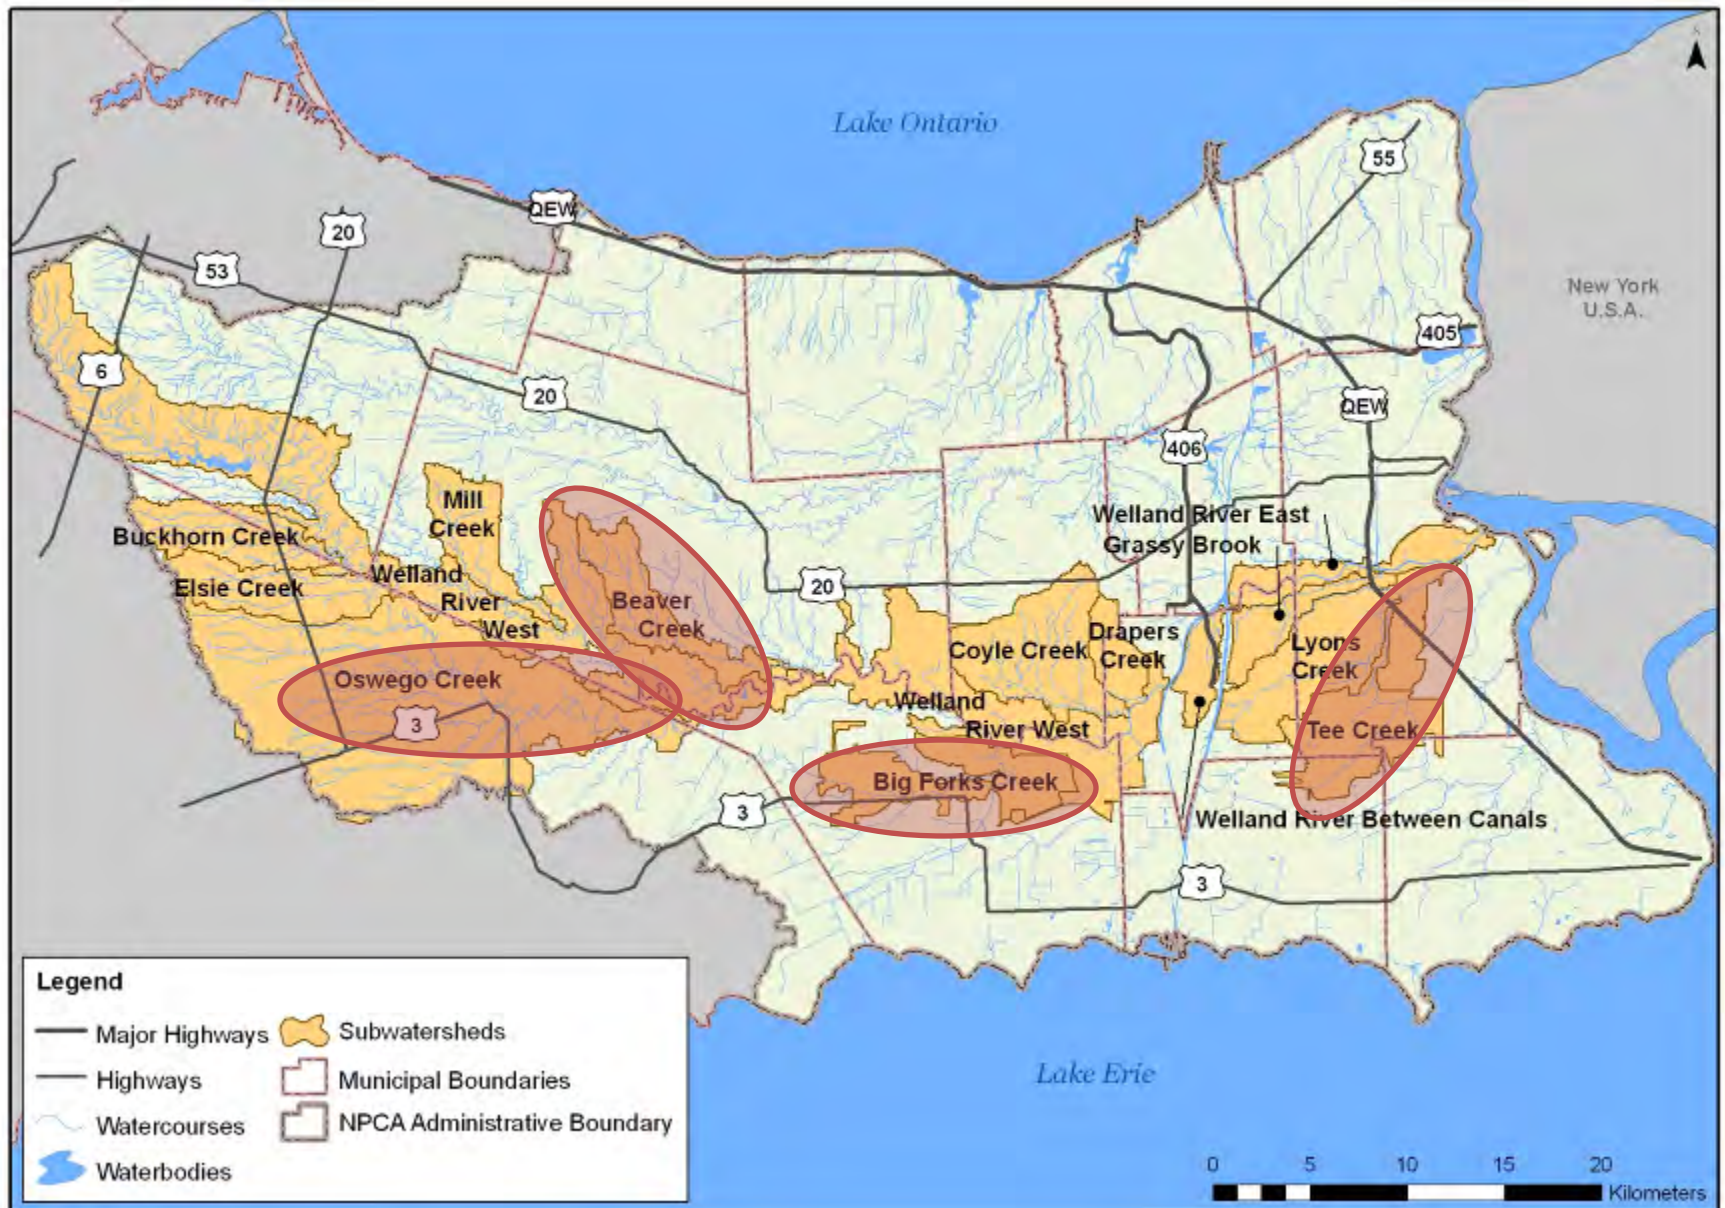 Lake Ontario
55
QEW
20
53
New York
U.S.A.
405
6
20
QEW
406
Mill
Creek
Welland River East
Grassy Brook
Buckhorn Creek
Elsie Creek
Welland
River
West
20
Beaver
Creek
Drapers
Creek
Coyle Creek
Lyons
Creek
Oswego Creek
Welland
River West
3
Tee Creek
Big Forks Creek
3
Welland River Between Canals
3
Legend
Major Highways
Subwatersheds
Highways
Municipal Boundaries
Watercourses
NPCA Administrative Boundary
Waterbodies
Lake Erie
0 5 10 15 20
Kilometers